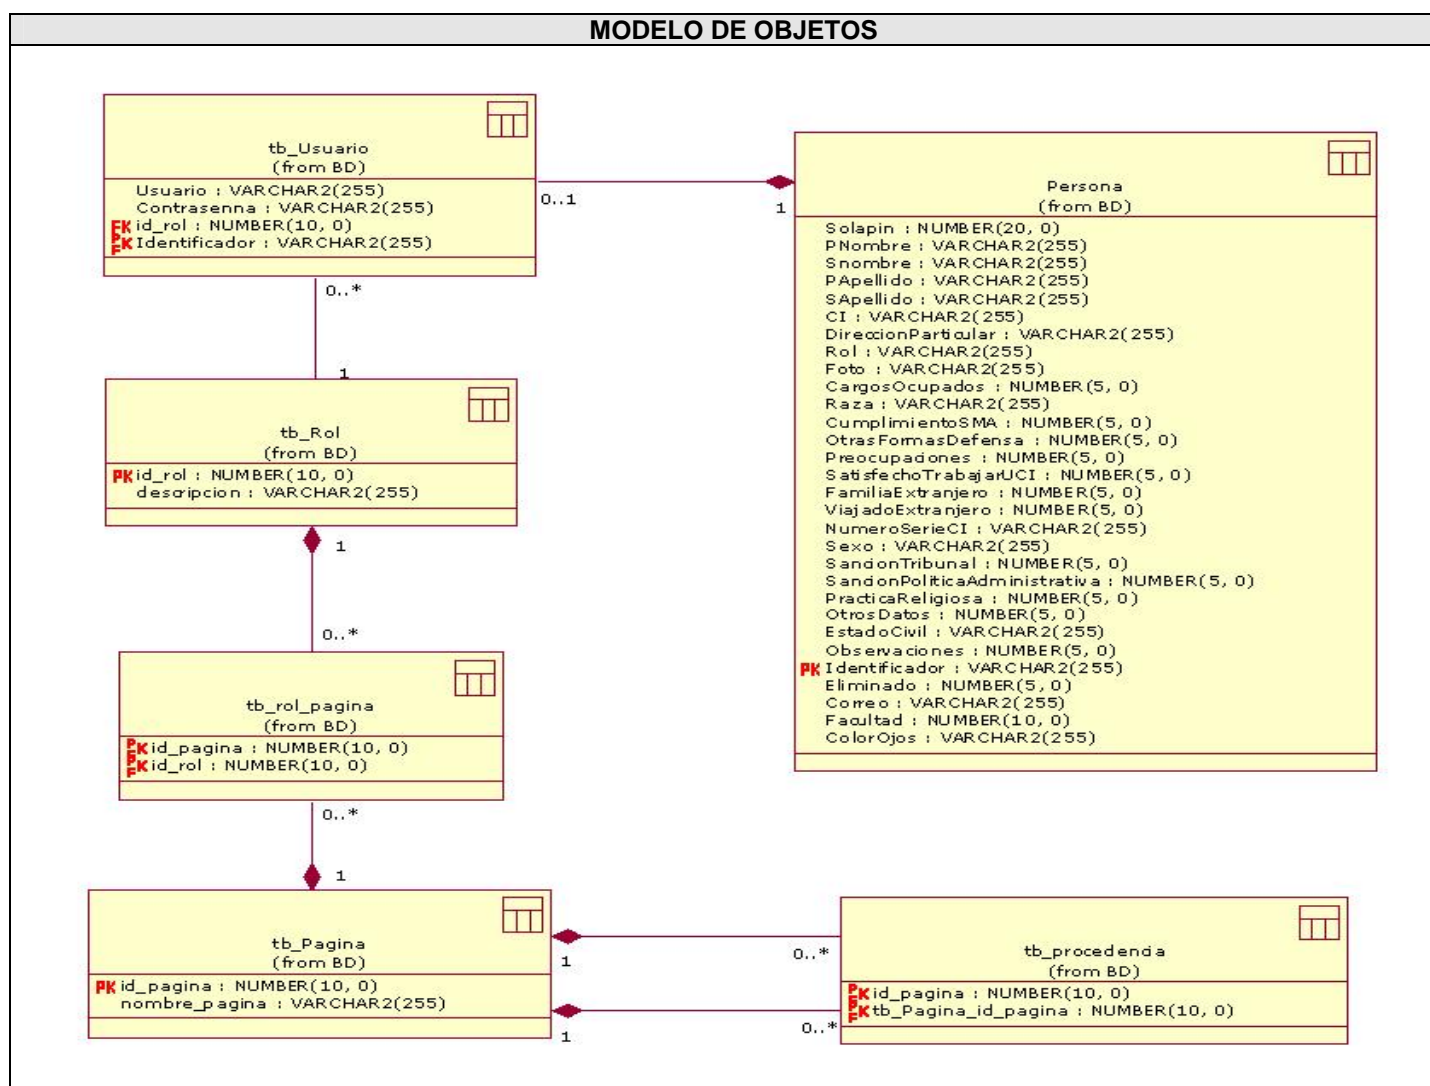 MODELO DE OBJETOS
tb_Usuario
(from BD)
Usuario : VARCHAR2(255)
Contrasenna : VARCHAR2(255)
FK id_rol : NUMBER(10, 0)
PFK Identificador : VARCHAR2(255)
0..1
1
Persona
(from BD)
Solapin : NUMBER(20, 0)
PNombre : VARCHAR2(255)
Snombre : VARCHAR2(255)
PApellido : VARCHAR2(255)
SApellido : VARCHAR2(255)
CI : VARCHAR2(255)
DireccionParticular : VARCHAR2(255)
Rol : VARCHAR2(255)
Foto : VARCHAR2(255)
CargosOcupados : NUMBER(5, 0)
Raza : VARCHAR2(255)
CumplimientoSMA : NUMBER(5, 0)
OtrasFormasDefensa : NUMBER(5, 0)
Preocupaciones : NUMBER(5, 0)
SatisfechoTrabajarUCI : NUMBER(5, 0)
FamiliaExtranjero : NUMBER(5, 0)
ViajadoExtranjero : NUMBER(5, 0)
NumeroSerieCI : VARCHAR2(255)
Sexo : VARCHAR2(255)
SancionTribunal : NUMBER(5, 0)
SancionPoliticaAdministrativa : NUMBER(5, 0)
PracticaReligiosa : NUMBER(5, 0)
OtrosDatos : NUMBER(5, 0)
EstadoCivil : VARCHAR2(255)
Observaciones : NUMBER(5, 0)
PK Identificador : VARCHAR2(255)
Eliminado : NUMBER(5, 0)
Correo : VARCHAR2(255)
Facultad : NUMBER(10, 0)
ColorOjos : VARCHAR2(255)
0..*
1
tb_Rol
(from BD)
PK id_rol : NUMBER(10, 0)
descripcion : VARCHAR2(255)
1
0..*
tb_rol_pagina
(from BD)
PFK id_pagina : NUMBER(10, 0)
PFK id_rol : NUMBER(10, 0)
0..*
1
tb_Pagina
(from BD)
PK id_pagina : NUMBER(10, 0)
nombre_pagina : VARCHAR2(255)
1
0..*
1
0..*
tb_procedencia
(from BD)
PFK id_pagina : NUMBER(10, 0)
PFK tb_Pagina_id_pagina : NUMBER(10, 0)